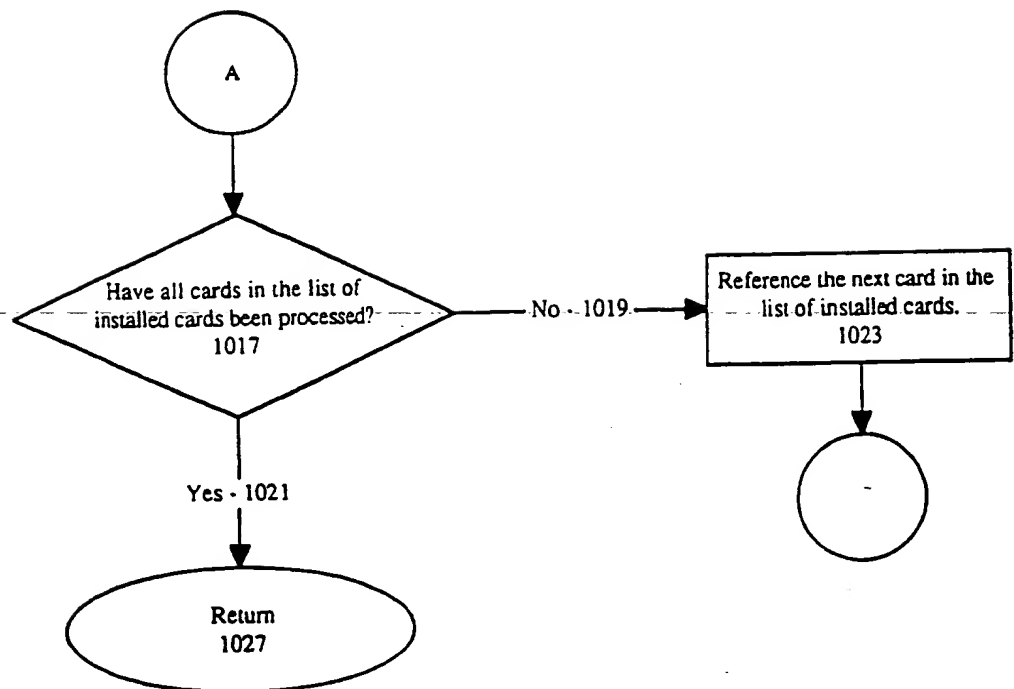 A
Have all cards in the list of
installed cards been processed?
1017
No - 1019
Reference the next card in the
list of installed cards.
1023
Yes - 1021
Return
1027